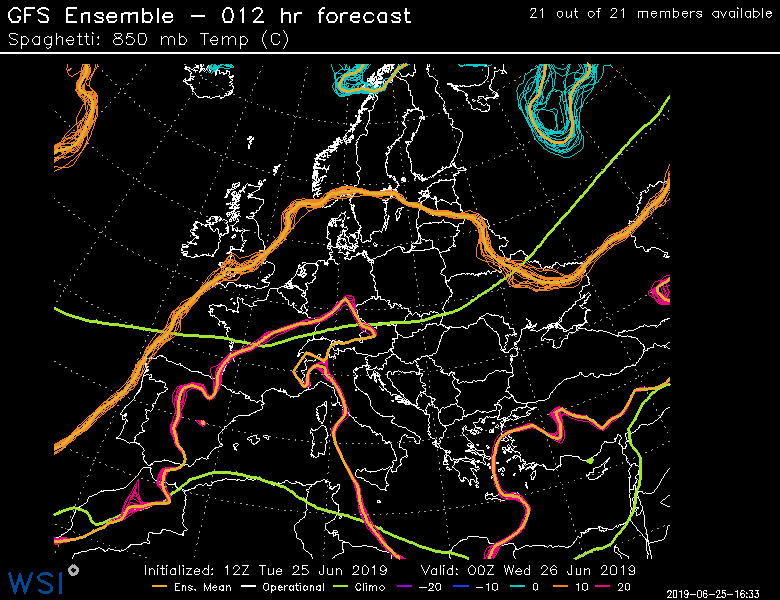 GFS Ensemble – 012 hr forecast
21 out of 21 members available
Spaghetti: 850 mb Temp (C)
Initialized: 12Z Tue 25 Jun 2019 Valid: 00Z Wed 26 Jun 2019
WSI
Ens. Mean Operational Climo -20 -10 0 10 20
2019-06-25-16:33